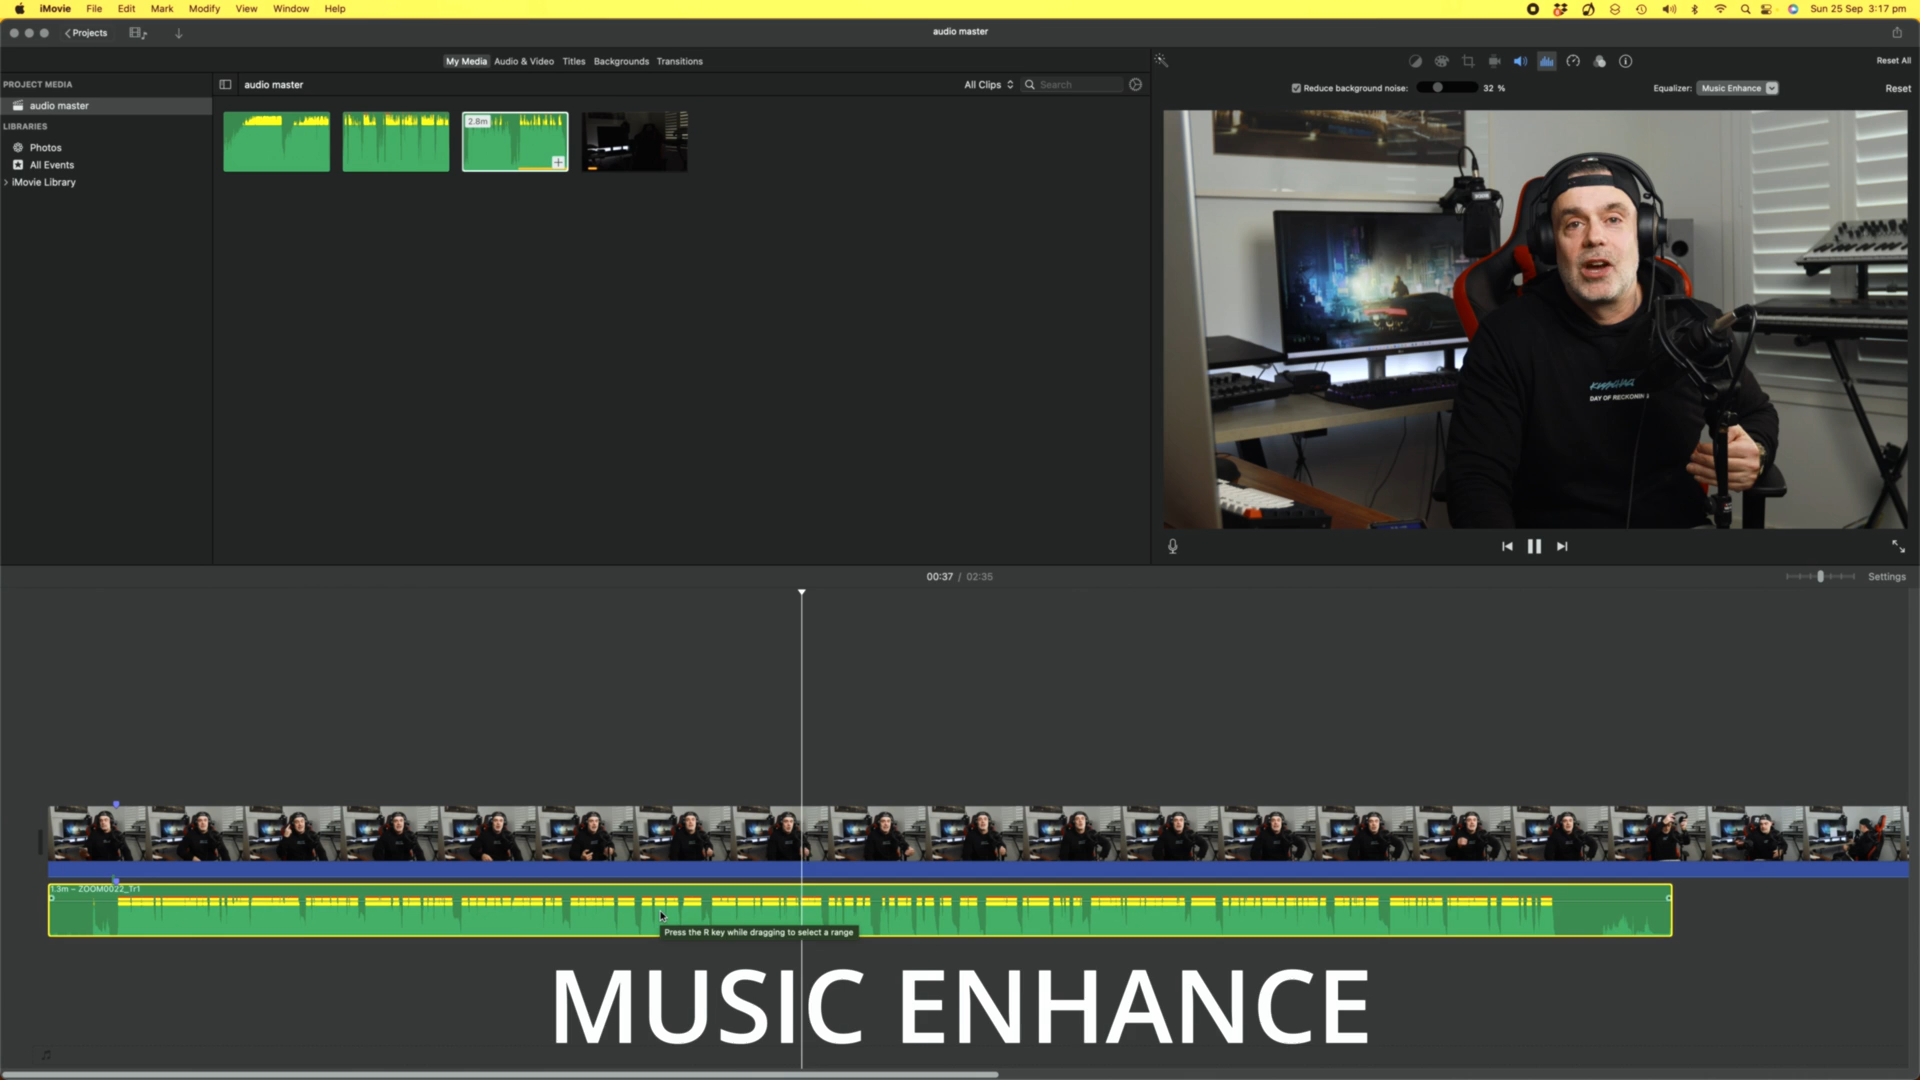 iMovie File Edit Mark Modify View Window Help Sun 25 Sep 3:17 pm
Projects audio master
My Media Audio & Video Titles Backgrounds Transitions Reset All
PROJECT MEDIA audio master All Clips Search Reduce background noise: 32 % Equalizer: Music Enhance Reset
audio master
LIBRARIES
2.8m
Photos
All Events
iMovie Library
DAY OF RECKONING
00:37 / 02:35 Settings
1.3m – ZOOM0022_Tr1
Press the R key while dragging to select a range
MUSIC ENHANCE